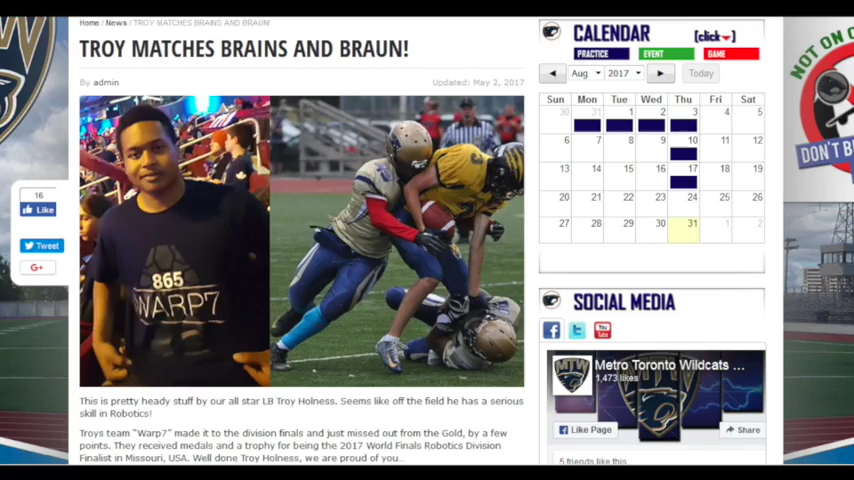 Home / News / TROY MATCHES BRAINS AND BRAUN!
TROY MATCHES BRAINS AND BRAUN!
By admin
Updated: May 2, 2017
865
WARP7
This is pretty heady stuff by our all star LB Troy Holness. Seems like off the field he has a serious
skill in Robotics!
Troys team "Warp7" made it to the division finals and just missed out from the Gold, by a few
points. They received medals and a trophy for being the 2017 World Finals Robotics Division
Finalist in Missouri, USA. Well done Troy Holness, we are proud of you...
16
Like
Tweet
G+
CALENDAR
[click]
PRACTICE EVENT GAME
Aug 2017 Today
Sun Mon Tue Wed Thu Fri Sat
30 31 1 2 3 4 5
6 7 8 9 10 11 12
13 14 15 16 17 18 19
20 21 22 23 24 25 26
27 28 29 30 31 1 2
SOCIAL MEDIA
You
Tube
MTW
Metro Toronto Wildcats ...
1,473 likes
Like Page
Share
5 friends like this
MTW
NOT ON
DON'T B